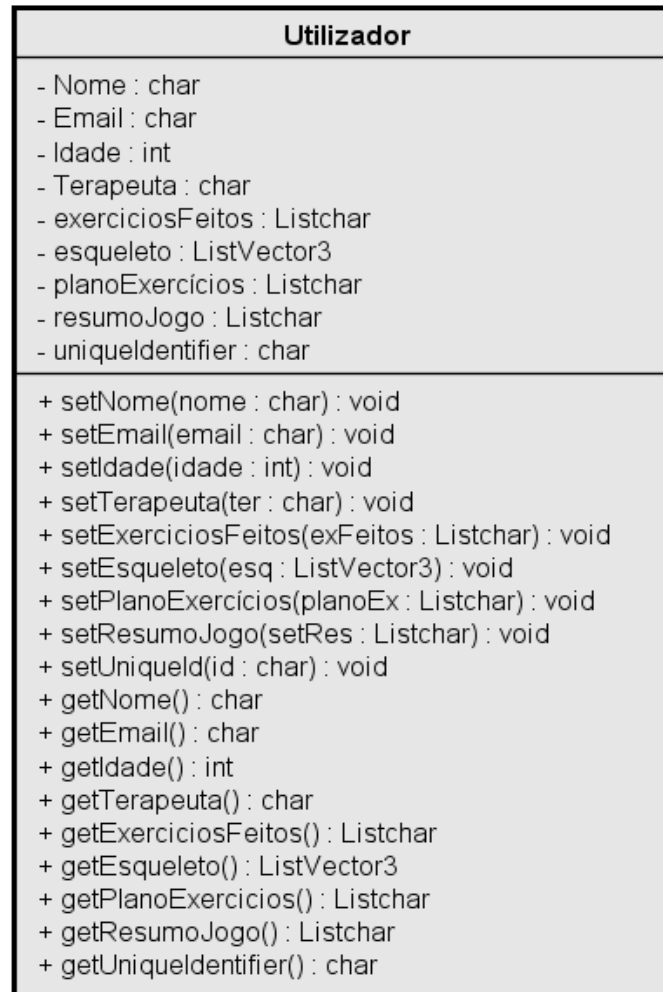 Utilizador
- Nome : char
- Email : char
- Idade : int
- Terapeuta : char
- exerciciosFeitos : Listchar
- esqueleto : ListVector3
- planoExercícios : Listchar
- resumoJogo : Listchar
- uniqueIdentifier : char
+ setNome(nome : char) : void
+ setEmail(email : char) : void
+ setIdade(idade : int) : void
+ setTerapeuta(ter : char) : void
+ setExerciciosFeitos(exFeitos : Listchar) : void
+ setEsqueleto(esq : ListVector3) : void
+ setPlanoExercícios(planoEx : Listchar) : void
+ setResumoJogo(setRes : Listchar) : void
+ setUniqueId(id : char) : void
+ getNome() : char
+ getEmail() : char
+ getIdade() : int
+ getTerapeuta() : char
+ getExerciciosFeitos() : Listchar
+ getEsqueleto() : ListVector3
+ getPlanoExercicios() : Listchar
+ getResumoJogo() : Listchar
+ getUniqueIdentifier() : char